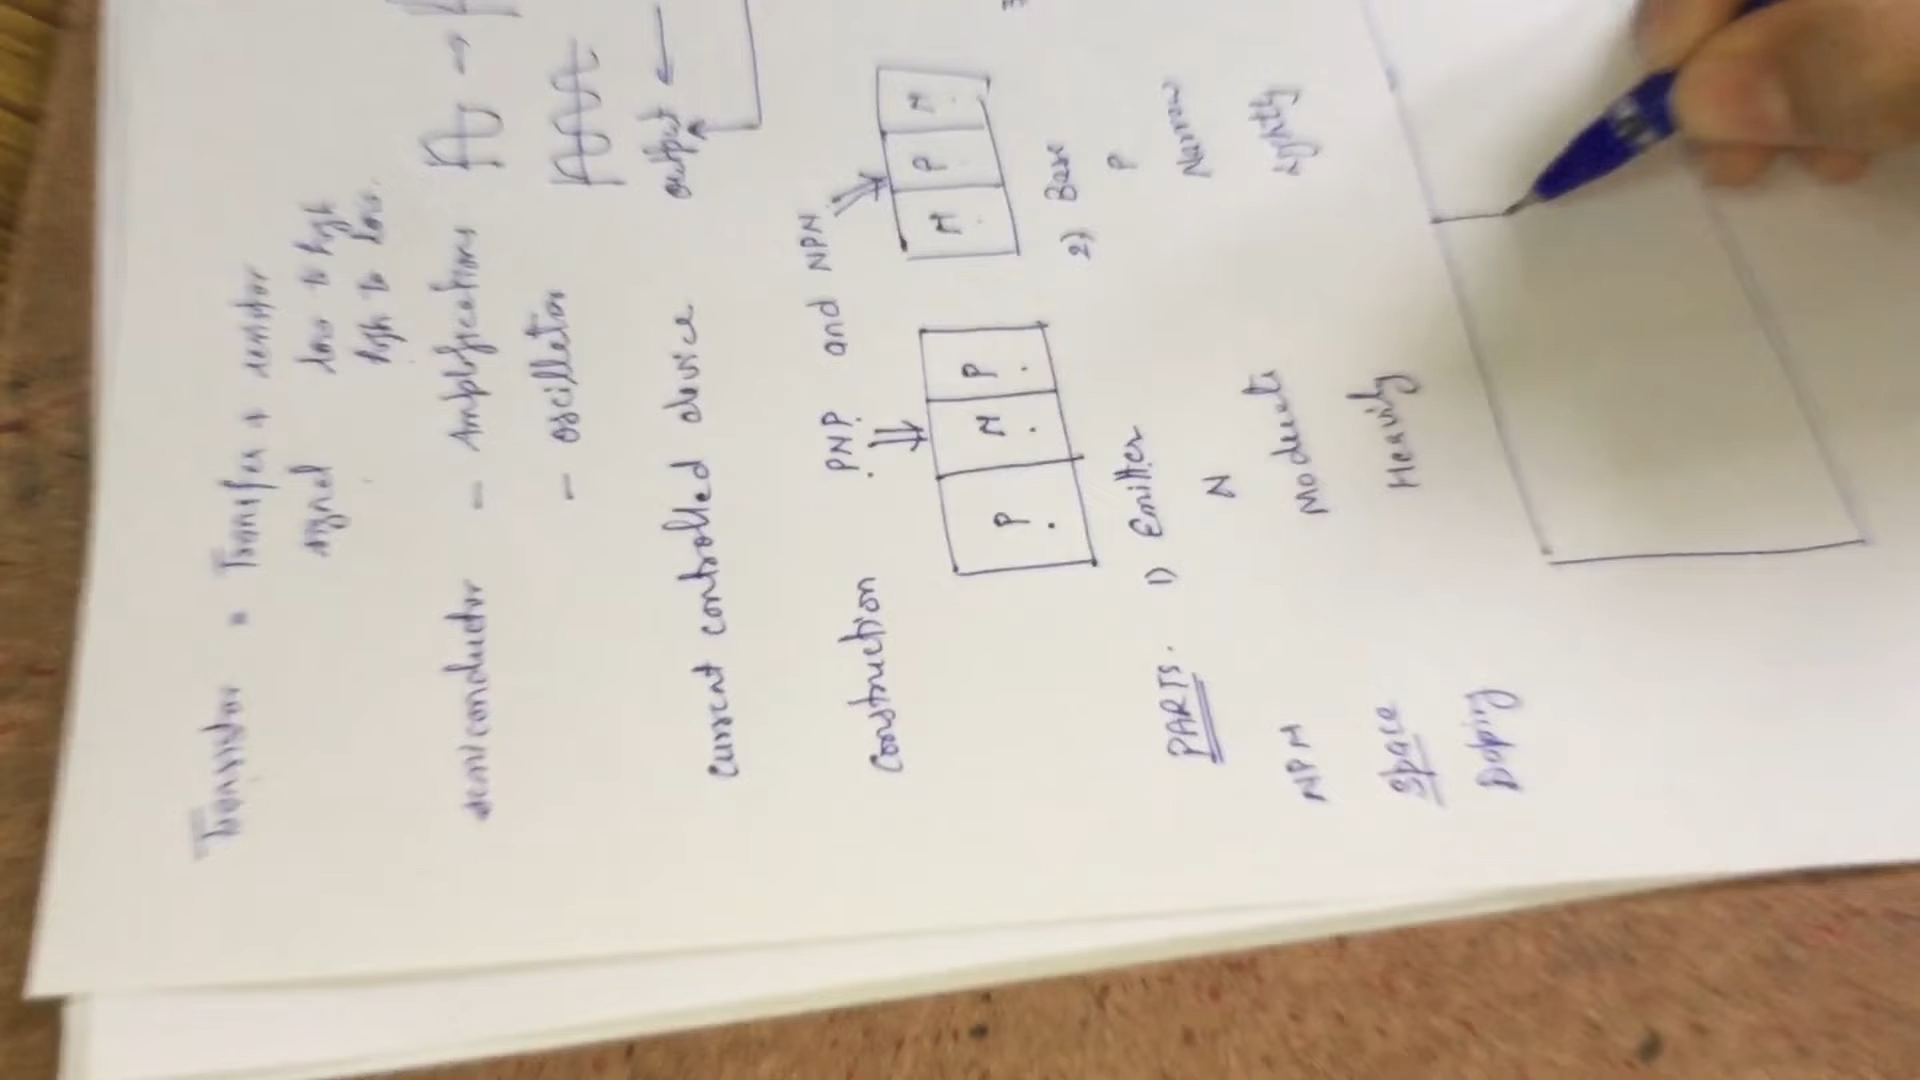 Transistor = Transfer + resistor
signal low to high
high to low.
semiconductor - Amplifications
- oscillator
current controlled device output
construction PNP and NPN
P N P
N P N
PARTS. 1) Emitter 2) Base
NPN N P
Space Moderate Narrow
Doping Heavily Lightly